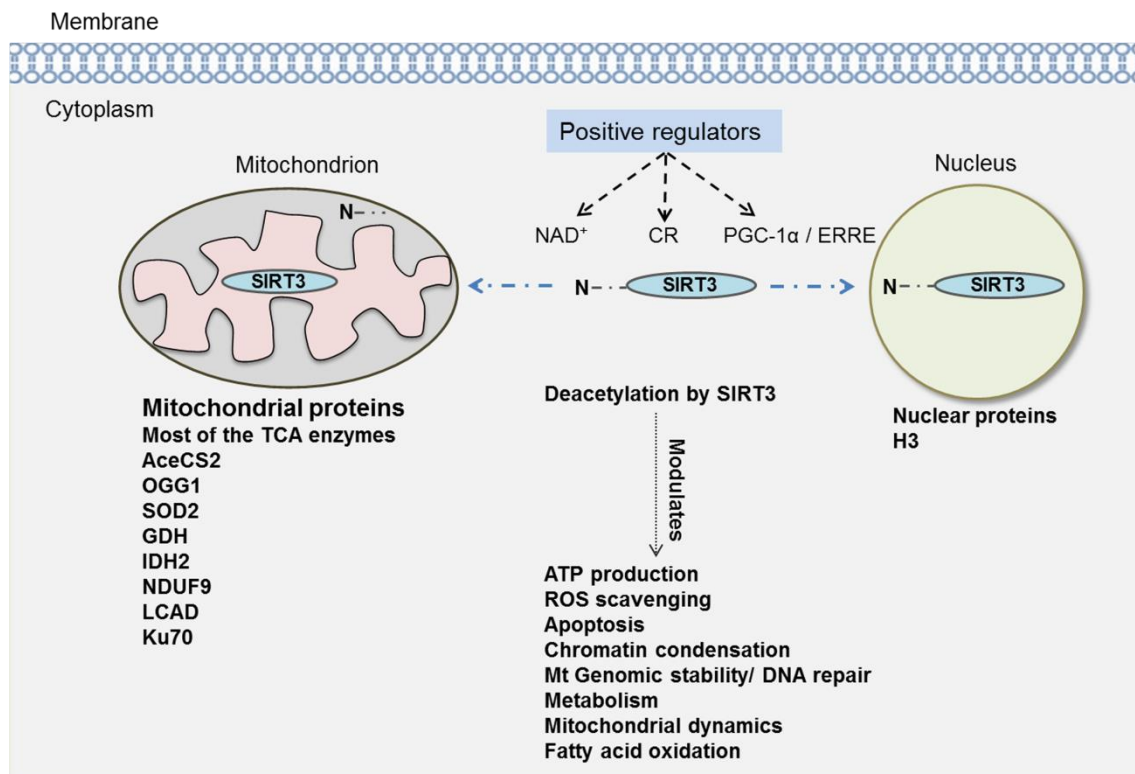 Membrane
Cytoplasm
Positive regulators
Mitochondrion
Nucleus
N
NAD⁺
CR
PGC-1α / ERRE
SIRT3
N
SIRT3
N
SIRT3
Mitochondrial proteins
Most of the TCA enzymes
AceCS2
OGG1
SOD2
GDH
IDH2
NDUF9
LCAD
Ku70
Deacetylation by SIRT3
Modulates
ATP production
ROS scavenging
Apoptosis
Chromatin condensation
Mt Genomic stability/ DNA repair
Metabolism
Mitochondrial dynamics
Fatty acid oxidation
Nuclear proteins
H3